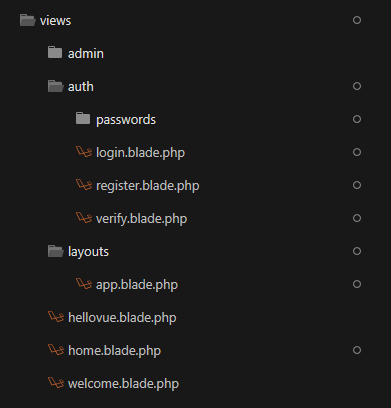 views
admin
auth
passwords
login.blade.php
register.blade.php
verify.blade.php
layouts
app.blade.php
hellovue.blade.php
home.blade.php
welcome.blade.php